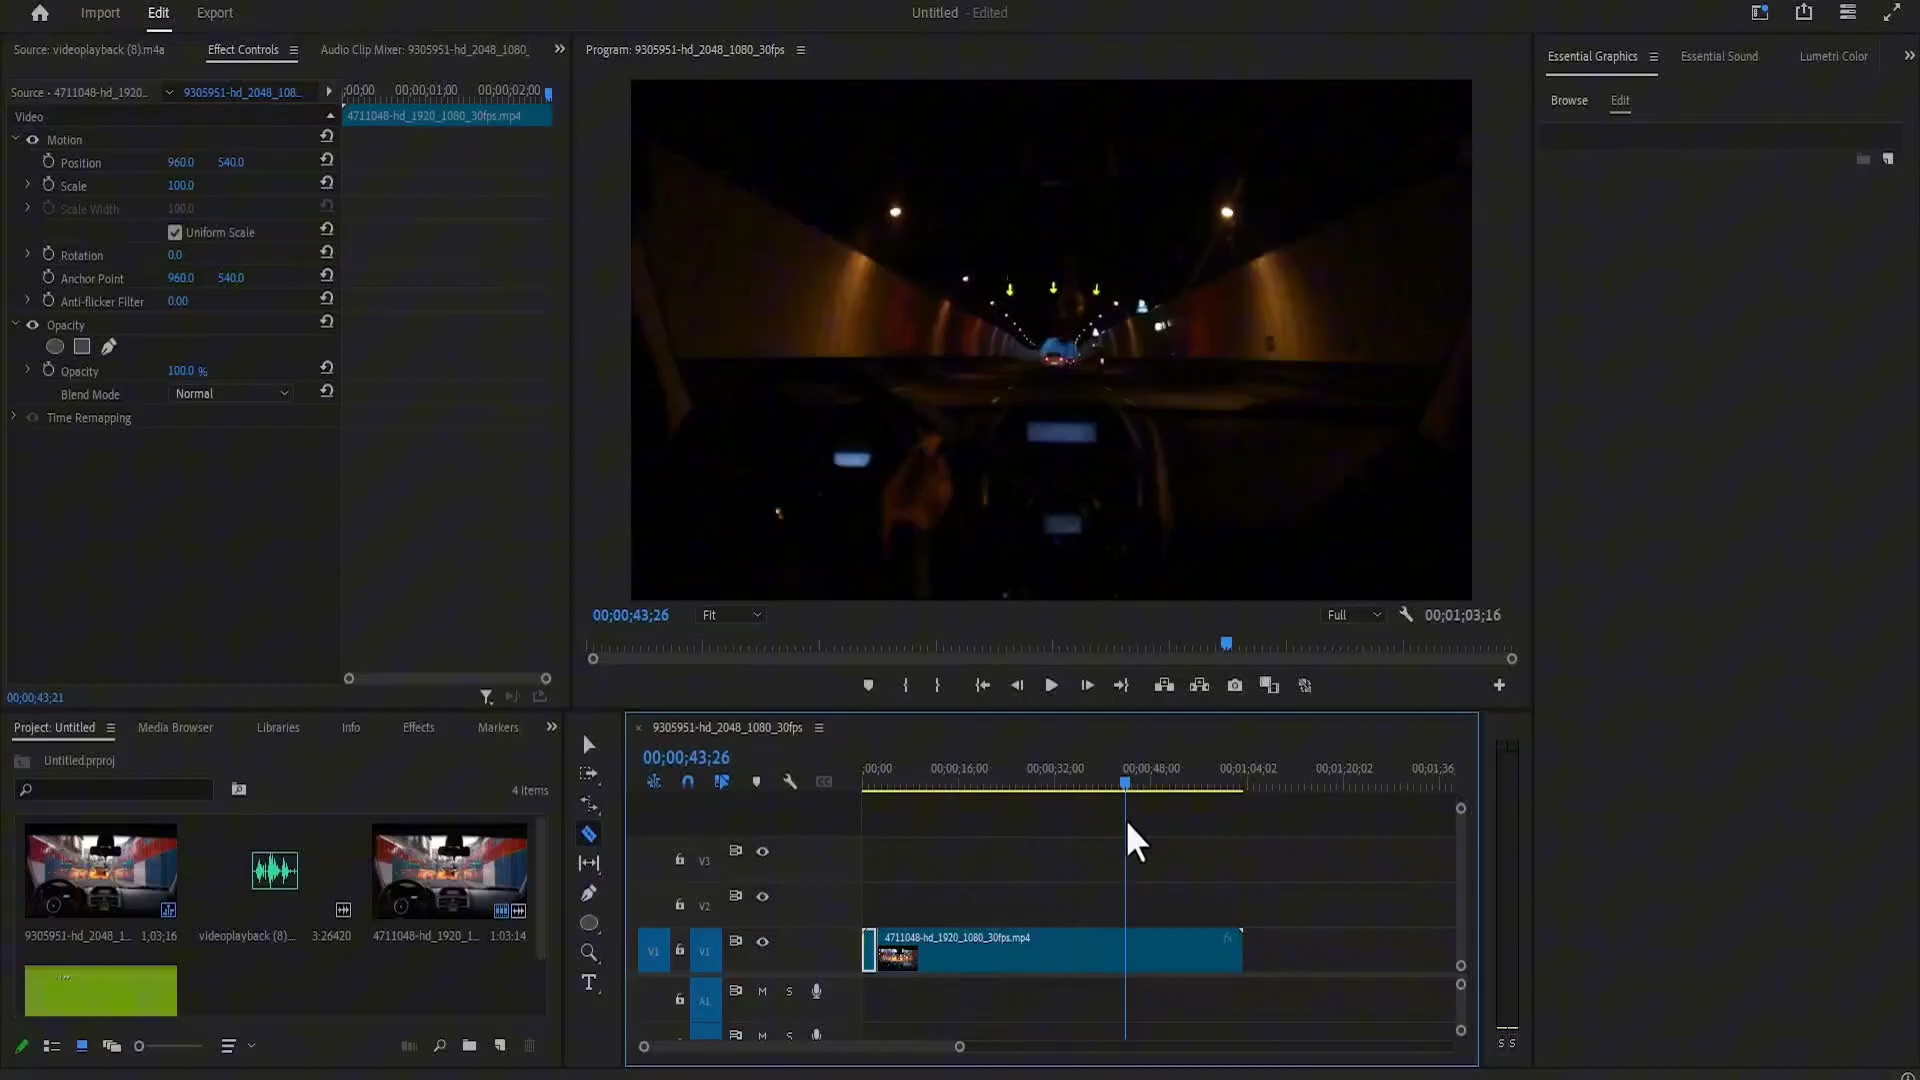 Import Edit Export
Untitled - Edited
Source: videoplayback (8).m4a Effect Controls Audio Clip Mixer: 9305951-hd_2048_1080_
Program: 9305951-hd_2048_1080_30fps
Essential Graphics Essential Sound Lumetri Color
Source • 4711048-hd_1920... 9305951-hd_2048_108...
;00;00 00;00;01;00 00;00;02;00
Browse Edit
Video
4711048-hd_1920_1080_30fps.mp4
Motion
Position 960.0 540.0
Scale 100.0
Scale Width 100.0
Uniform Scale
Rotation 0.0
Anchor Point 960.0 540.0
Anti-flicker Filter 0.00
Opacity
Opacity 100.0 %
Blend Mode Normal
Time Remapping
00;00;43;26 Fit Full 00;01;03;16
00;00;43;21
Project: Untitled Media Browser Libraries Info Effects Markers
9305951-hd_2048_1080_30fps
Untitled.prproj
00;00;43;26
;00;00 00;00;16;00 00;00;32;00 00;00;48;00 00;01;04;02 00;01;20;02 00;01;36
4 Items
V3
V2
V1 V1
4711048-hd_1920_1080_30fps.mp4 fx
9305951-hd_2048_1... 1;03;16 videoplayback (8)... 3:26420 4711048-hd_1920_1... 1:03:14
A1 M S
M S
S S